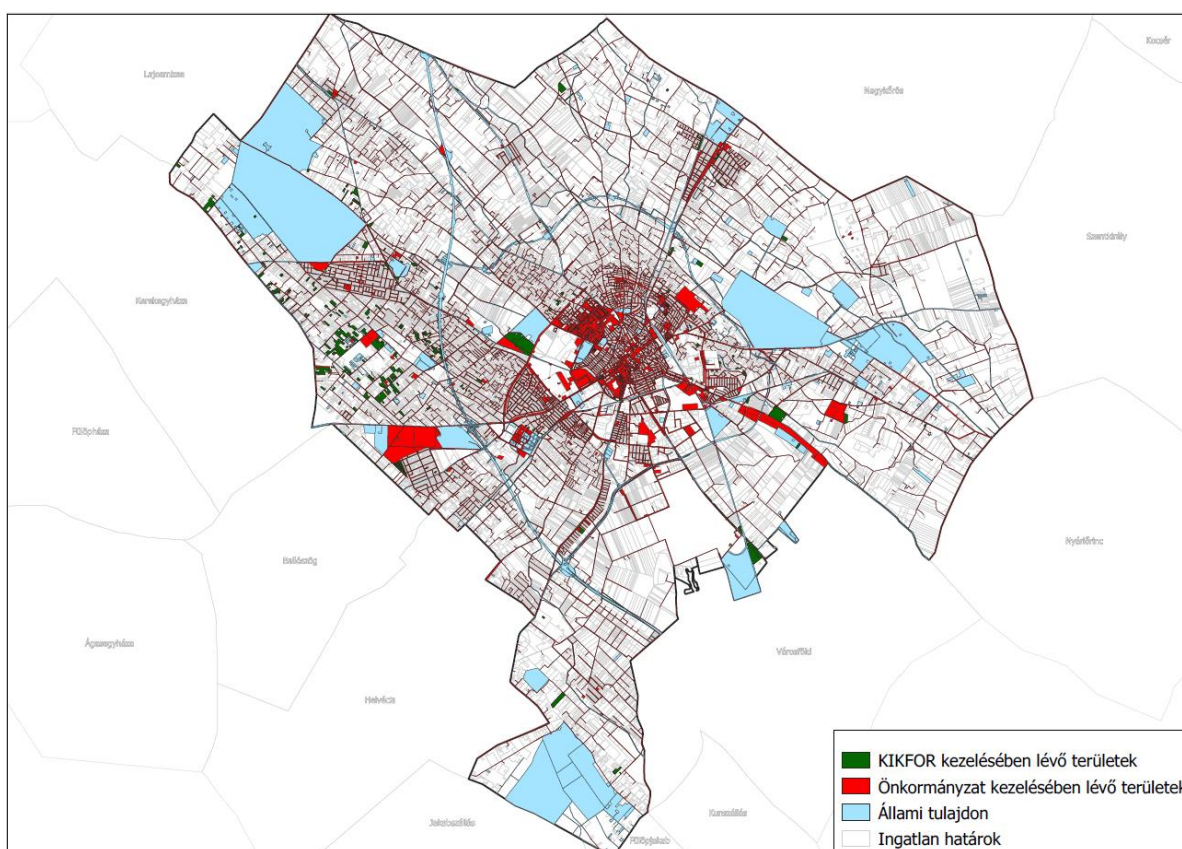 Kocsér
Lajosmizse
Nagykőrös
Szentkirály
Kerekegyháza
Fülöpháza
Nyárlőrinc
Ballószög
Ágasegyháza
Városföld
Helvécia
Kunszállás
Jakabszállás
Fülöpjakab
KIKFOR kezelésében lévő területek
Önkormányzat kezelésében lévő területek
Állami tulajdon
Ingatlan határok